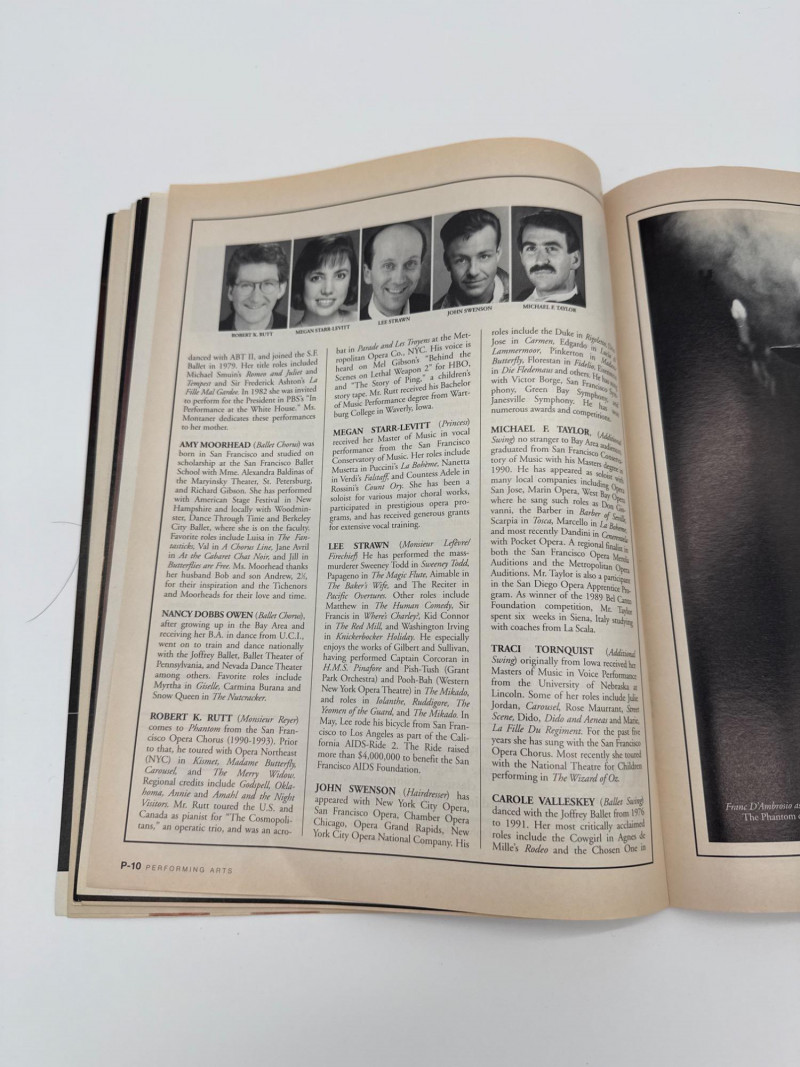 ROBERT K. RUTT
MEGAN STARR-LEVITT
LEE STRAWN
JOHN SWENSON
MICHAEL F. TAYLOR
danced with ABT II, and joined the S.F.
Ballet in 1979. Her title roles included
Michael Smuin's Romeo and Juliet and
Tempest and Sir Frederick Ashton's La
Fille Mal Gardee. In 1982 she was invited
to perform for the President in PBS's "In
Performance at the White House." Ms.
dedicates these performances
to her mother.
AMY MOORHEAD (Ballet Chorus) was
born in San Francisco and studied on
scholarship at the San Francisco Ballet
School with Mme. Alexandra Baldinas of
the Maryinsky Theater, St. Petersburg,
and Richard Gibson. She has performed
with American Stage Festival in New
Hampshire and locally with Woodmin-
ster, Dance Through Time and Berkeley
City Ballet, where she is on the faculty.
Favorite roles include Luisa in The Fan-
tasticks, Val in A Chorus Line, Jane Avril
in At the Cabaret Chat Noir, and Jill in
Butterflies are Free. Ms. Moorhead thanks
her husband Bob and son Andrew, 2½,
for their inspiration and the Tichenors
and Moorheads for their love and time.
NANCY DOBBS OWEN (Ballet Chorus),
after growing up in the Bay Area and
receiving her B.A. in dance from U.C.I.,
went on to train and dance nationally
with the Joffrey Ballet, Ballet Theater of
Pennsylvania, and Nevada Dance Theater
among others. Favorite roles include
Myrtha in Giselle, Carmina Burana and
Snow Queen in The Nutcracker.
ROBERT K. RUTT (Monsieur Reyer)
comes to Phantom from the San Fran-
cisco Opera Chorus (1990-1993). Prior
to that, he toured with Opera Northeast
(NYC) in Kismet, Madame Butterfly,
Carousel, and The Merry Widow.
Regional credits include Godspell, Okla-
homa, Annie and Amahl and the Night
Visitors. Mr. Rutt toured the U.S. and
Canada as pianist for "The Cosmopoli-
tans," an operatic trio, and was an acro-
bat in Parade and Les Troyens at the Met-
ropolitan Opera Co., NYC. His voice is
heard on Mel Gibson's "Behind the
Scenes on Lethal Weapon 2" for HBO,
and "The Story of Ping," a children's
story tape. Mr. Rutt received his Bachelor
of Music Performance degree from Wart-
burg College in Waverly, Iowa.
MEGAN STARR-LEVITT (Princess)
received her Master of Music in vocal
performance from the San Francisco
Conservatory of Music. Her roles include
Musetta in Puccini's La Bohème, Nanetta
in Verdi's Falstaff, and Countess Adele in
Rossini's Count Ory. She has been a
soloist for various major choral works,
participated in prestigious opera pro-
grams, and has received generous grants
for extensive vocal training.
LEE STRAWN (Monsieur Lefèvre/
Firechief) He has performed the mass-
murderer Sweeney Todd in Sweeney Todd,
Papageno in The Magic Flute, Aimable in
The Baker's Wife, and The Reciter in
Pacific Overtures. Other roles include
Matthew in The Human Comedy, Sir
Francis in Where's Charley?, Kid Connor
in The Red Mill, and Washington Irving
in Knickerbocker Holiday. He especially
enjoys the works of Gilbert and Sullivan,
having performed Captain Corcoran in
H.M.S. Pinafore and Pish-Tush (Grant
Park Orchestra) and Pooh-Bah (Western
New York Opera Theatre) in The Mikado,
and roles in Iolanthe, Ruddigore, The
Yeomen of the Guard, and The Mikado. In
May, Lee rode his bicycle from San Fran-
cisco to Los Angeles as part of the Cali-
fornia AIDS-Ride 2. The Ride raised
more than $4,000,000 to benefit the San
Francisco AIDS Foundation.
JOHN SWENSON (Hairdresser) has
appeared with New York City Opera,
San Francisco Opera, Chamber Opera
Chicago, Opera Grand Rapids, New
York City Opera National Company. His
roles include the Duke in
Jose in Carmen, Edgardo in
Lammermoor, Pinkerton in
Butterfly, Florestan in Fidelio,
in Die Fledemaus and others. He has
with Victor Borge, San Francisco
phony, Green Bay Symphony,
Janesville Symphony. He has
numerous awards and competitions.
MICHAEL F. TAYLOR, (Additional
Swing) no stranger to Bay Area audiences,
graduated from San Francisco Conserva-
tory of Music with his Masters degree in
1990. He has appeared as soloist with
many local companies including Opera
San Jose, Marin Opera, West Bay Opera
where he sang such roles as Don Gio-
vanni, the Barber in Barber of Seville,
Scarpia in Tosca, Marcello in La Bohème,
and most recently Dandini in Cenerentola
with Pocket Opera. A regional finalist in
both the San Francisco Opera Merola
Auditions and the Metropolitan Opera
Auditions. Mr. Taylor is also a participant
in the San Diego Opera Apprentice Pro-
gram. As winner of the 1989 Bel Canto
Foundation competition, Mr. Taylor
spent six weeks in Siena, Italy studying
with coaches from La Scala.
TRACI TORNQUIST (Additional
Swing) originally from Iowa received her
Masters of Music in Voice Performance
from the University of Nebraska at
Lincoln. Some of her roles include Julie
Jordan, Carousel, Rose Maurrant, Street
Scene, Dido, Dido and Aeneas and Marie,
La Fille Du Regiment. For the past five
years she has sung with the San Francisco
Opera Chorus. Most recently she toured
with the National Theatre for Children
performing in The Wizard of Oz.
CAROLE VALLESKEY (Ballet Swing)
danced with the Joffrey Ballet from 1976
to 1991. Her most critically acclaimed
roles include the Cowgirl in Agnes de
Mille's Rodeo and the Chosen One in
P-10 PERFORMING ARTS
Franc D'Ambrosio as
The Phantom